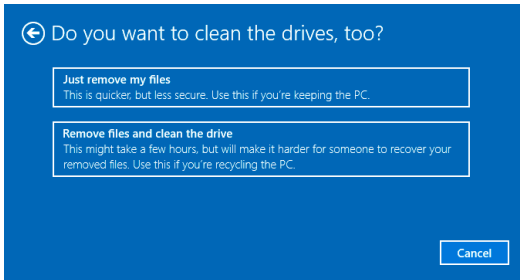 Do you want to clean the drives, too?
Just remove my files
This is quicker, but less secure. Use this if you're keeping the PC.
Remove files and clean the drive
This might take a few hours, but will make it harder for someone to recover your
removed files. Use this if you're recycling the PC.
Cancel